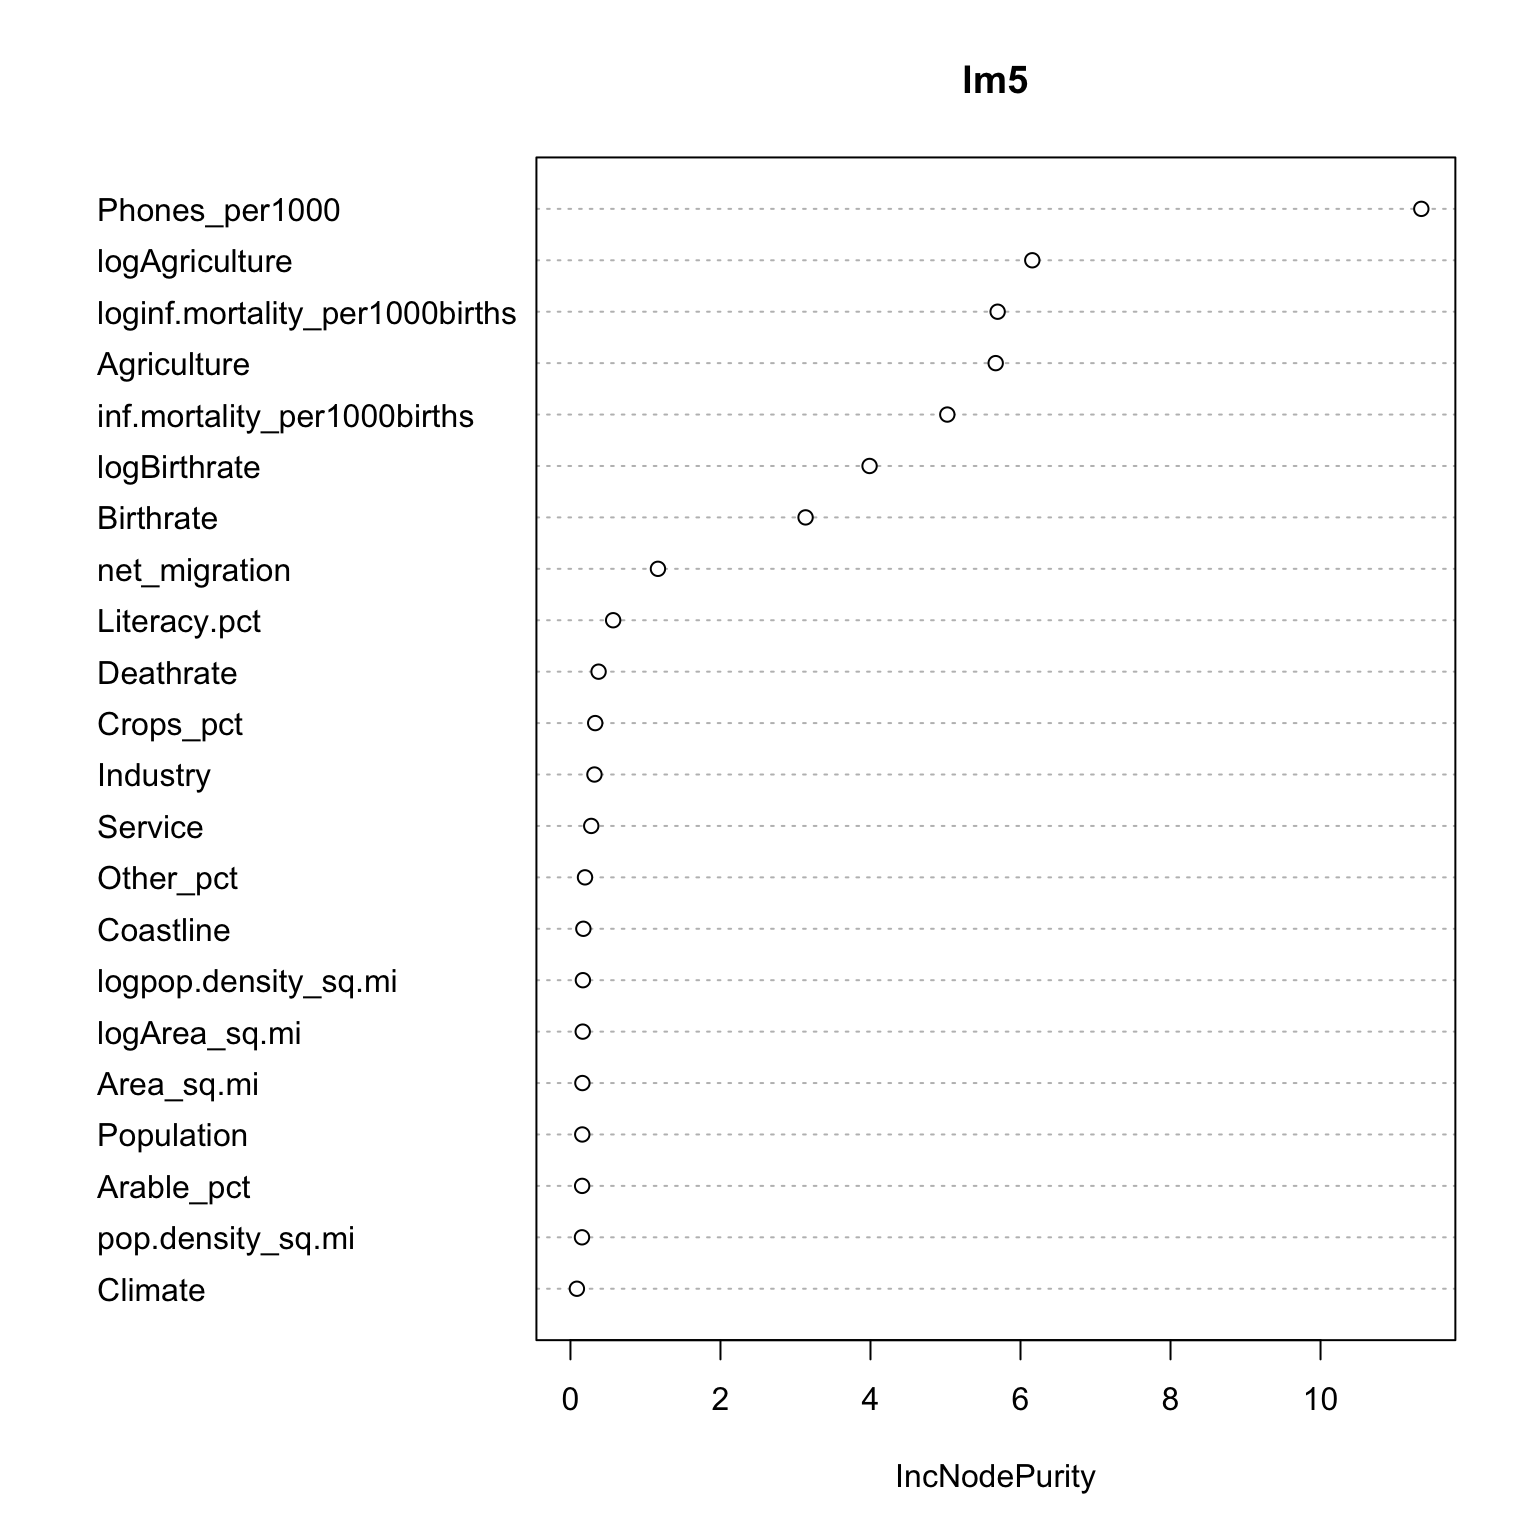 lm5
Phones_per1000
logAgriculture
loginf.mortality_per1000births
Agriculture
inf.mortality_per1000births
logBirthrate
Birthrate
net_migration
Literacy.pct
Deathrate
Crops_pct
Industry
Service
Other_pct
Coastline
logpop.density_sq.mi
logArea_sq.mi
Area_sq.mi
Population
Arable_pct
pop.density_sq.mi
Climate
0 2 4 6 8 10
IncNodePurity